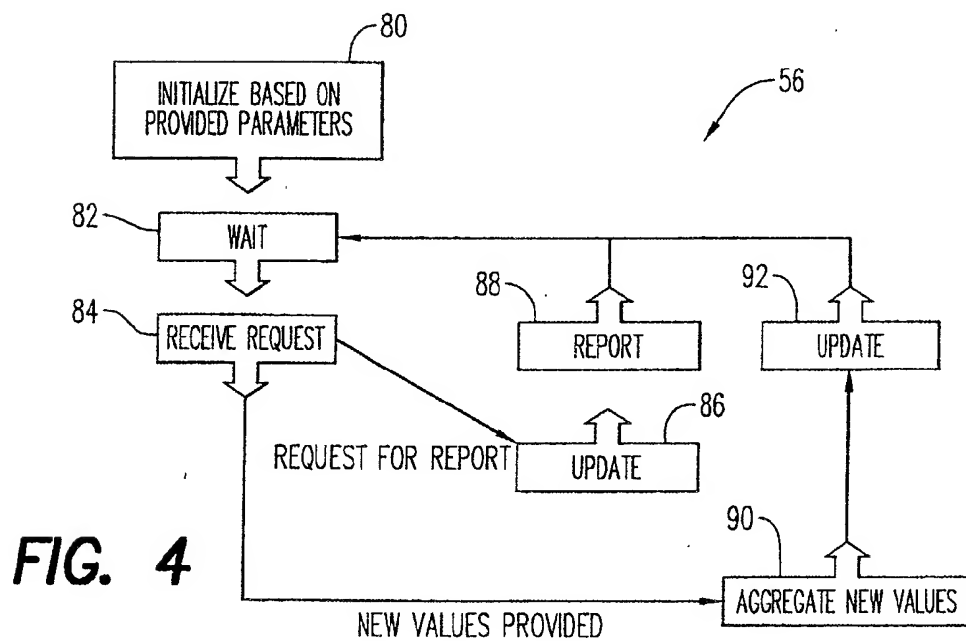 80
INITIALIZE BASED ON
PROVIDED PARAMETERS
56
82
WAIT
84
RECEIVE REQUEST
88
REPORT
92
UPDATE
86
REQUEST FOR REPORT
UPDATE
90
AGGREGATE NEW VALUES
NEW VALUES PROVIDED
FIG. 4